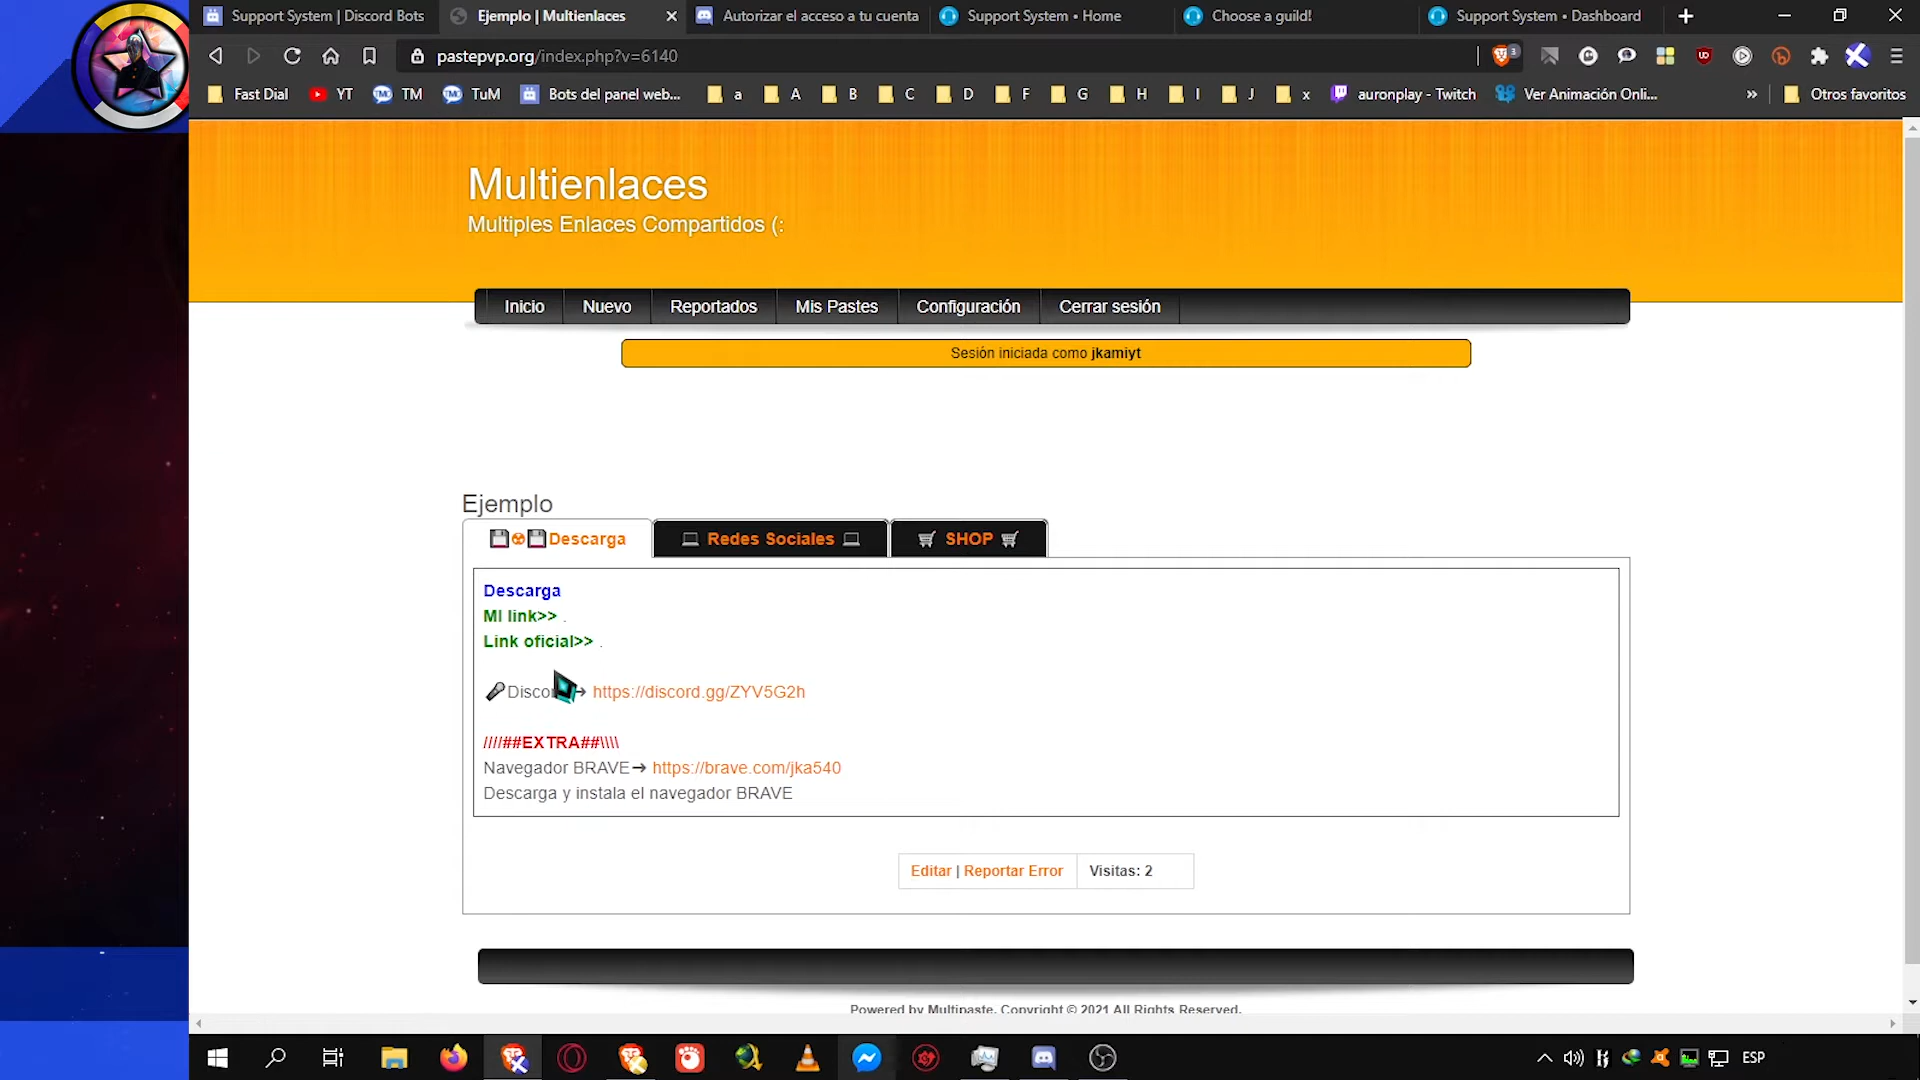 Support System | Discord Bots
Ejemplo | Multienlaces
Autorizar el acceso a tu cuenta
Support System • Home
Choose a guild!
Support System • Dashboard
pastepvp.org/index.php?v=6140
3
Fast Dial
YT
TM
TuM
Bots del panel web...
a
A
B
C
D
F
G
H
I
J
x
auronplay - Twitch
Ver Animación Onli...
»
Otros favoritos
Multienlaces
Multiples Enlaces Compartidos (:
Inicio
Nuevo
Reportados
Mis Pastes
Configuración
Cerrar sesión
Sesión iniciada como jkamiyt
Ejemplo
Descarga
Redes Sociales
SHOP
Descarga
MI link>> .
Link oficial>> .
https://discord.gg/ZYV5G2h
////##EXTRA##\\\\
Navegador BRAVE➙ https://brave.com/jka540
Descarga y instala el navegador BRAVE
Editar | Reportar Error
Visitas: 2
Powered by Multipaste. Copyright © 2021 All Rights Reserved.
ESP